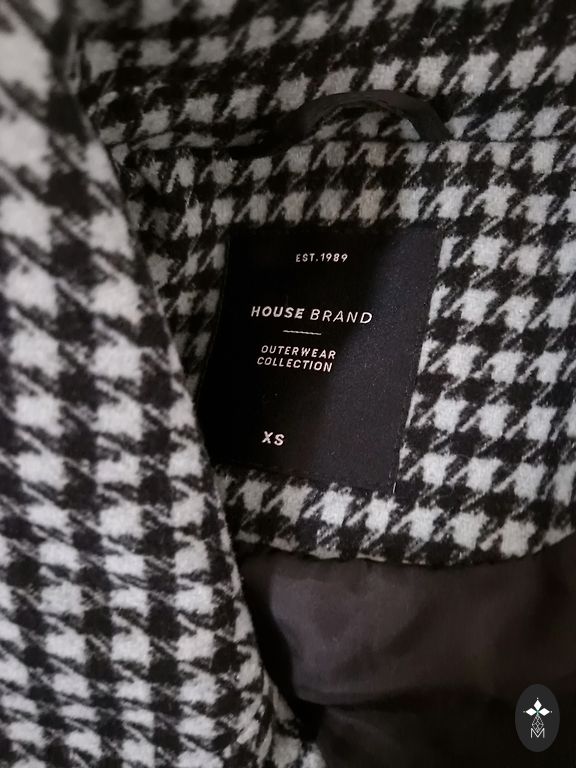 EST.1989
HOUSE BRAND
OUTERWEAR
COLLECTION
XS